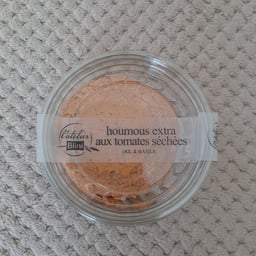 l'atelier
Blini
houmous extra
aux tomates séchées
AIL & BASILIC